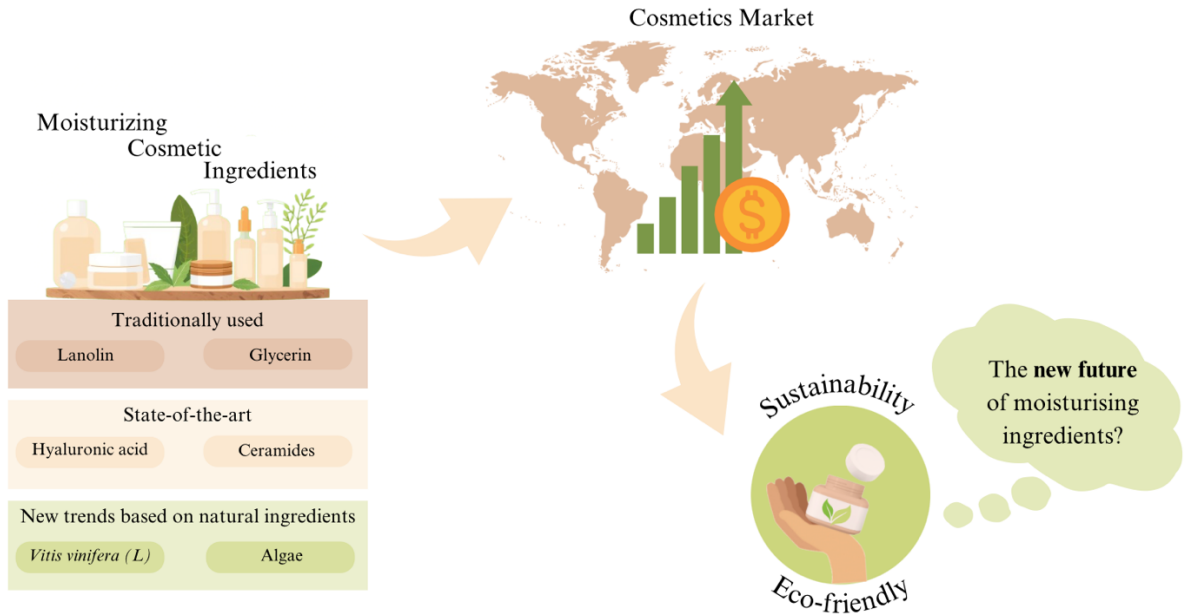 Cosmetics Market
Moisturizing
Cosmetic
Ingredients
$
Traditionally used
Lanolin
Glycerin
State-of-the-art
Hyaluronic acid
Ceramides
New trends based on natural ingredients
Vitis vinifera (L)
Algae
Sustainability
Eco-friendly
The new future
of moisturising
ingredients?